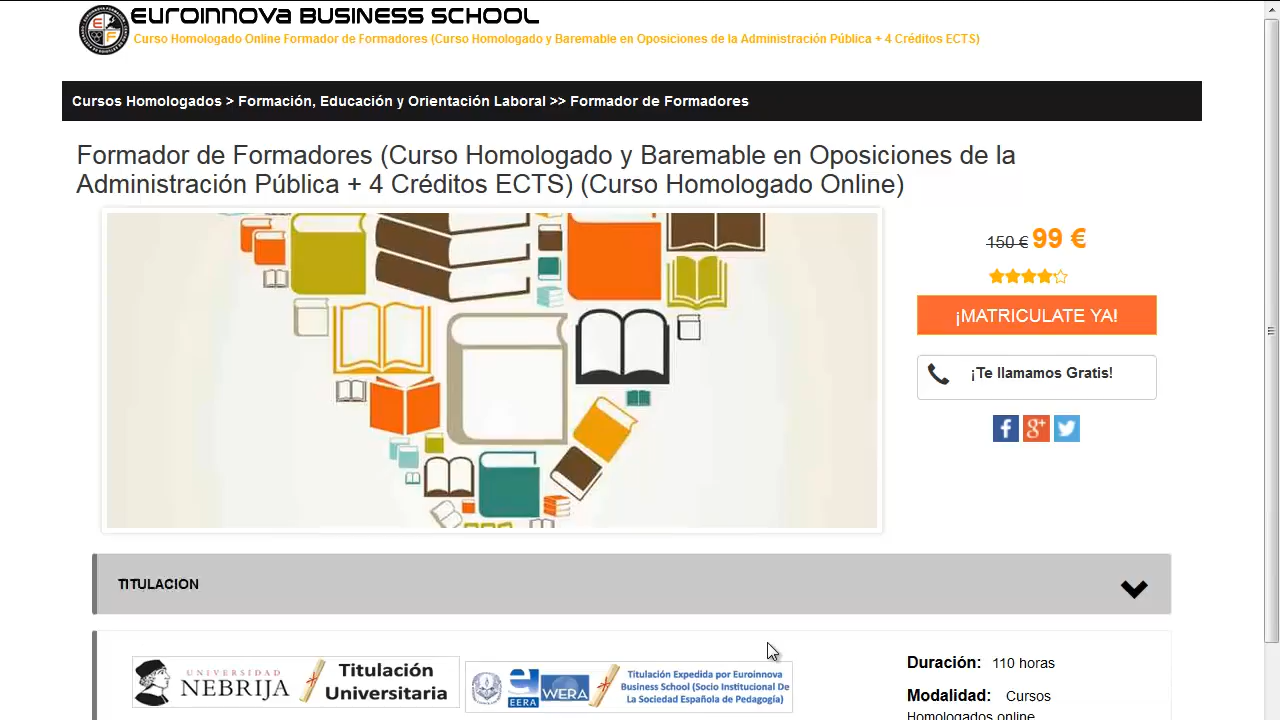 Euroinnova Business School
Curso Homologado Online Formador de Formadores (Curso Homologado y Baremable en Oposiciones de la Administración Pública + 4 Créditos ECTS)
Cursos Homologados > Formación, Educación y Orientación Laboral >> Formador de Formadores
Formador de Formadores (Curso Homologado y Baremable en Oposiciones de la
Administración Pública + 4 Créditos ECTS) (Curso Homologado Online)
150 € 99 €
¡MATRICULATE YA!
¡Te llamamos Gratis!
f g+
TITULACION
UNIVERSIDAD
NEBRIJA
Titulación
Universitaria
EERA
WERA
Titulación Expedida por Euroinnova
Business School (Socio Institucional De
La Sociedad Española de Pedagogía)
Duración: 110 horas
Modalidad: Cursos
Homologados online